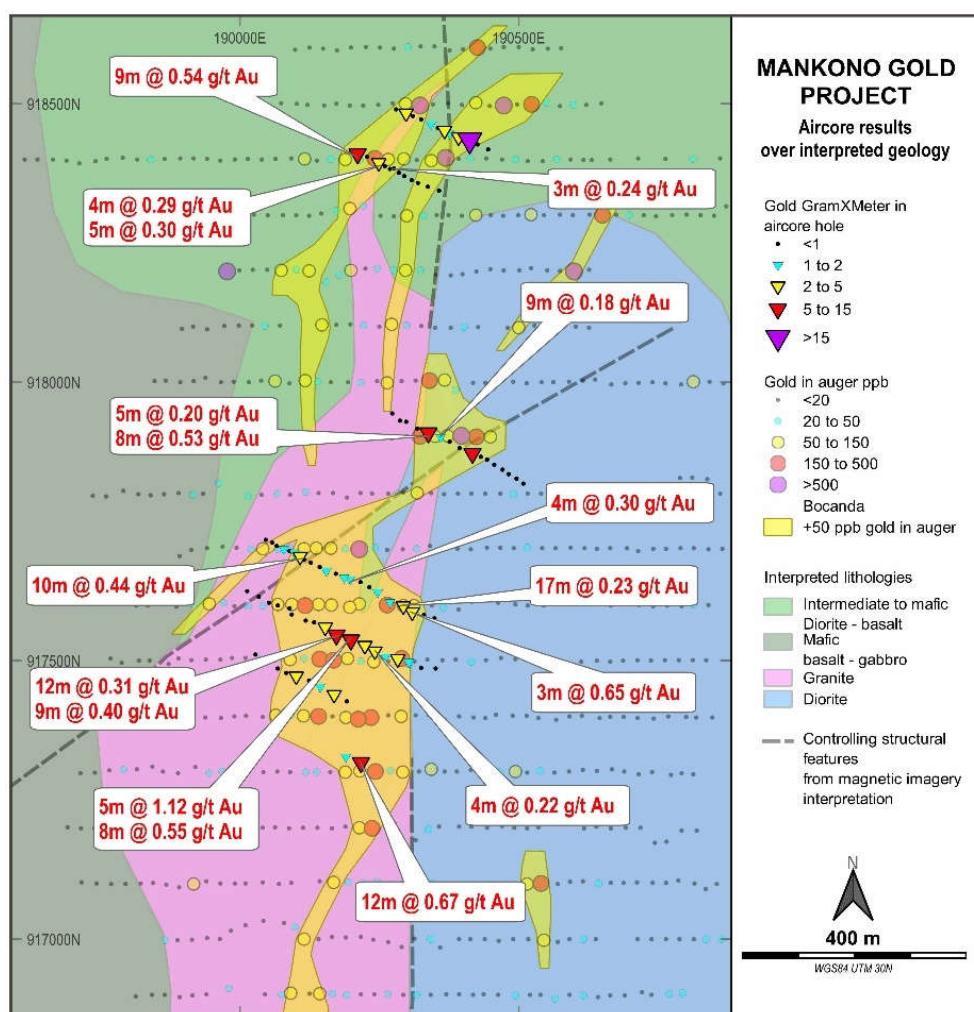 190000E
190500E
918500N
918000N
917500N
917000N
9m @ 0.54 g/t Au
4m @ 0.29 g/t Au
5m @ 0.30 g/t Au
3m @ 0.24 g/t Au
9m @ 0.18 g/t Au
5m @ 0.20 g/t Au
8m @ 0.53 g/t Au
4m @ 0.30 g/t Au
10m @ 0.44 g/t Au
17m @ 0.23 g/t Au
12m @ 0.31 g/t Au
9m @ 0.40 g/t Au
3m @ 0.65 g/t Au
5m @ 1.12 g/t Au
8m @ 0.55 g/t Au
4m @ 0.22 g/t Au
12m @ 0.67 g/t Au
MANKONO GOLD
PROJECT
Aircore results
over interpreted geology
Gold GramXMeter in
aircore hole
<1
1 to 2
2 to 5
5 to 15
>15
Gold in auger ppb
<20
20 to 50
50 to 150
150 to 500
>500
Bocanda
+50 ppb gold in auger
Interpreted lithologies
Intermediate to mafic
Diorite - basalt
Mafic
basalt - gabbro
Granite
Diorite
Controlling structural
features
from magnetic imagery
interpretation
N
400 m
WGS84 UTM 30N